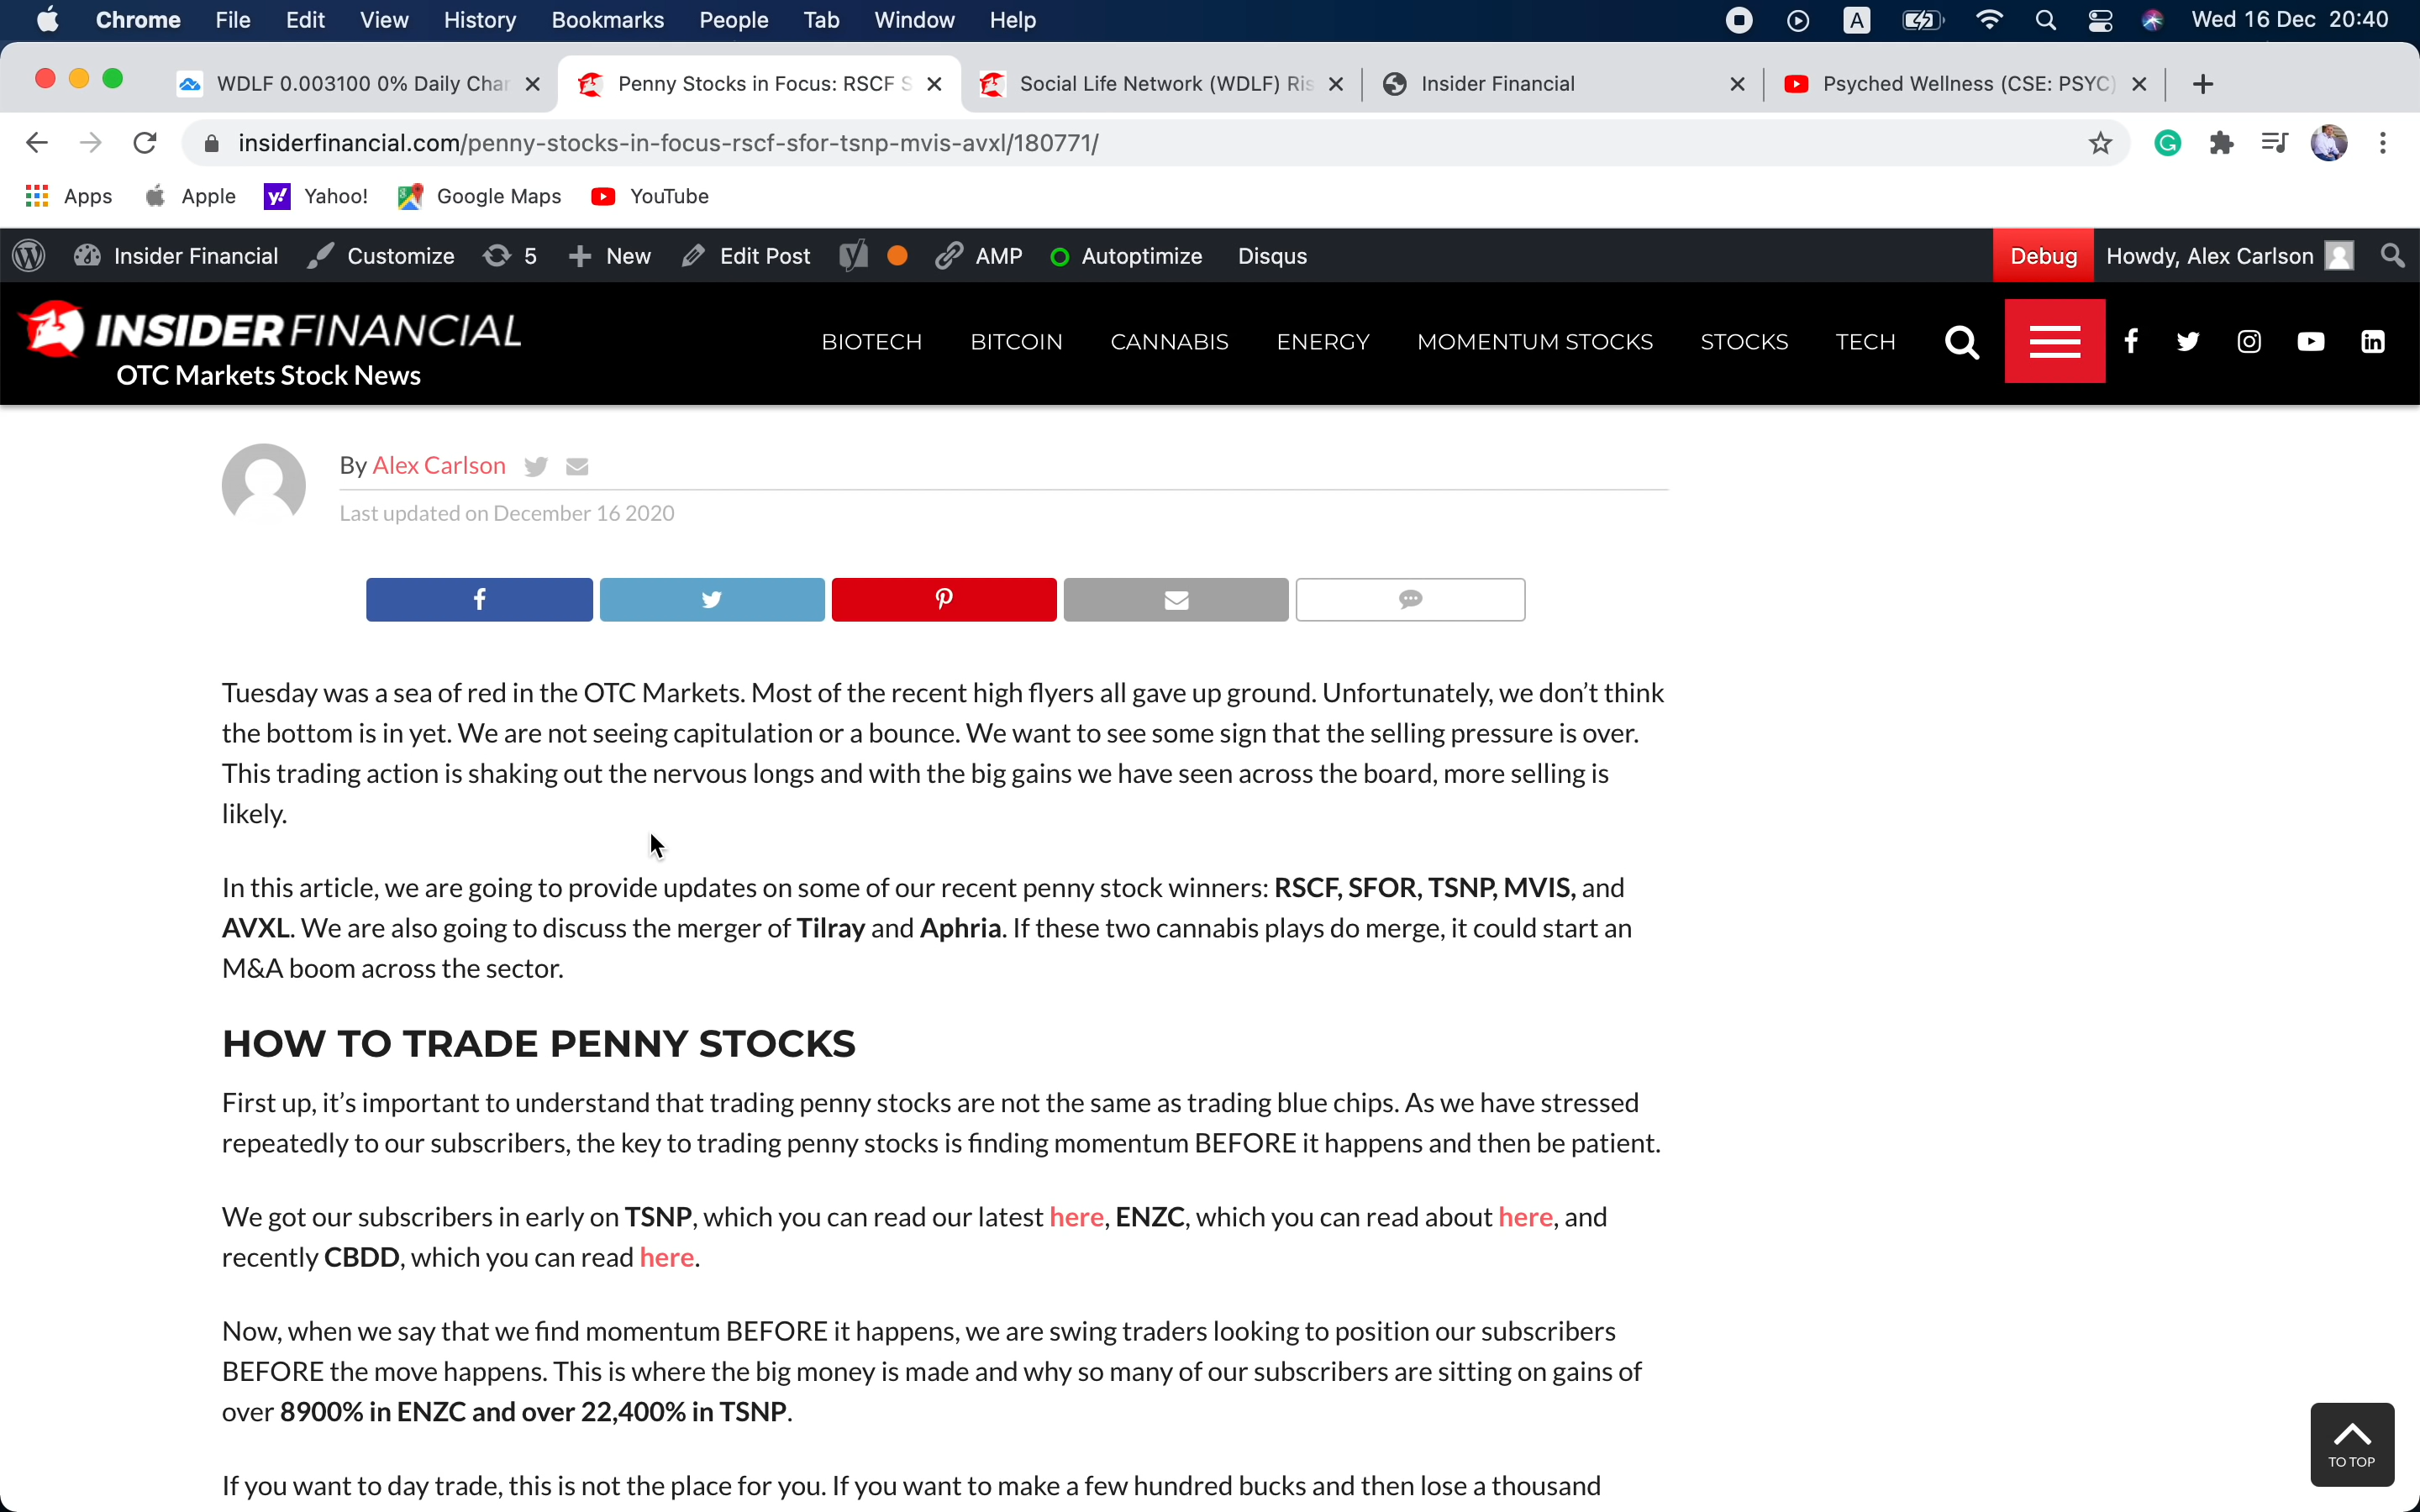 Chrome File Edit View History Bookmarks People Tab Window Help A Wed 16 Dec 20:40
WDLF 0.003100 0% Daily Char Penny Stocks in Focus: RSCF S Social Life Network (WDLF) Ris Insider Financial Psyched Wellness (CSE: PSYC)
insiderfinancial.com/penny-stocks-in-focus-rscf-sfor-tsnp-mvis-avxl/180771/
Apps Apple Yahoo! Google Maps YouTube
Insider Financial Customize 5 New Edit Post AMP Autoptimize Disqus Debug Howdy, Alex Carlson
INSIDER FINANCIAL
OTC Markets Stock News
BIOTECH BITCOIN CANNABIS ENERGY MOMENTUM STOCKS STOCKS TECH
By Alex Carlson
Last updated on December 16 2020
Tuesday was a sea of red in the OTC Markets. Most of the recent high flyers all gave up ground. Unfortunately, we don’t think
the bottom is in yet. We are not seeing capitulation or a bounce. We want to see some sign that the selling pressure is over.
This trading action is shaking out the nervous longs and with the big gains we have seen across the board, more selling is
likely.
In this article, we are going to provide updates on some of our recent penny stock winners: RSCF, SFOR, TSNP, MVIS, and
AVXL. We are also going to discuss the merger of Tilray and Aphria. If these two cannabis plays do merge, it could start an
M&A boom across the sector.
HOW TO TRADE PENNY STOCKS
First up, it’s important to understand that trading penny stocks are not the same as trading blue chips. As we have stressed
repeatedly to our subscribers, the key to trading penny stocks is finding momentum BEFORE it happens and then be patient.
We got our subscribers in early on TSNP, which you can read our latest here, ENZC, which you can read about here, and
recently CBDD, which you can read here.
Now, when we say that we find momentum BEFORE it happens, we are swing traders looking to position our subscribers
BEFORE the move happens. This is where the big money is made and why so many of our subscribers are sitting on gains of
over 8900% in ENZC and over 22,400% in TSNP.
If you want to day trade, this is not the place for you. If you want to make a few hundred bucks and then lose a thousand
TO TOP